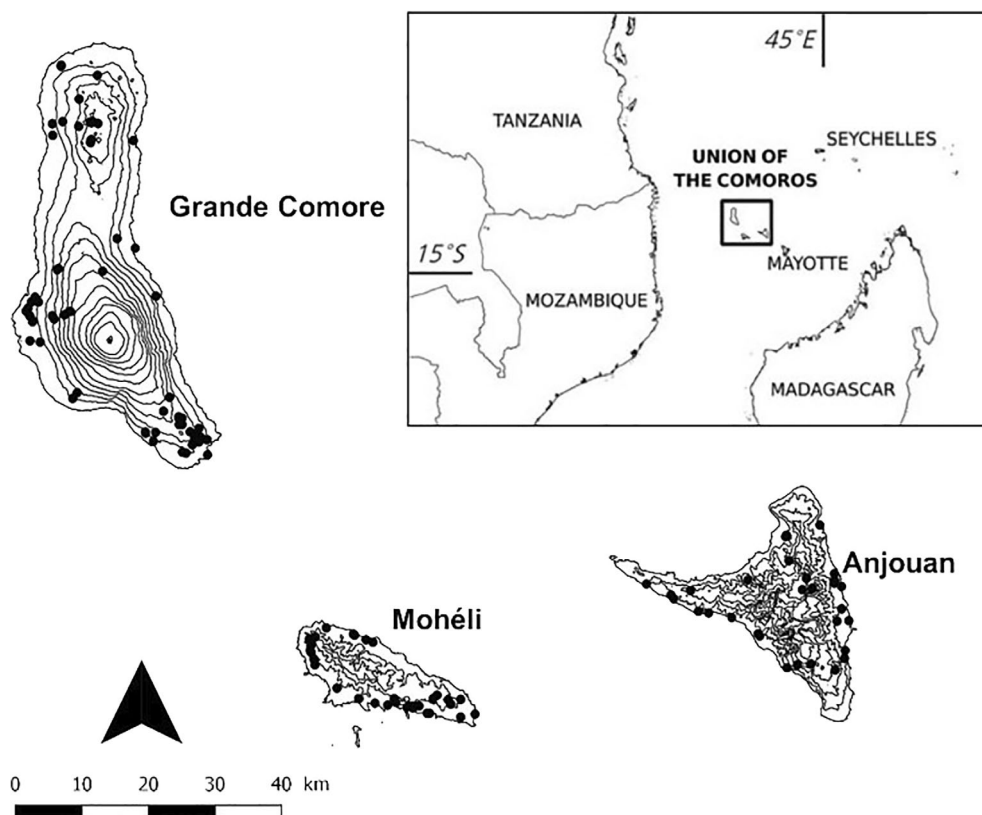 45°E
TANZANIA
SEYCHELLES
UNION OF
THE COMOROS
Grande Comore
15°S
MAYOTTE
MOZAMBIQUE
MADAGASCAR
Anjouan
Mohéli
0 10 20 30 40 km